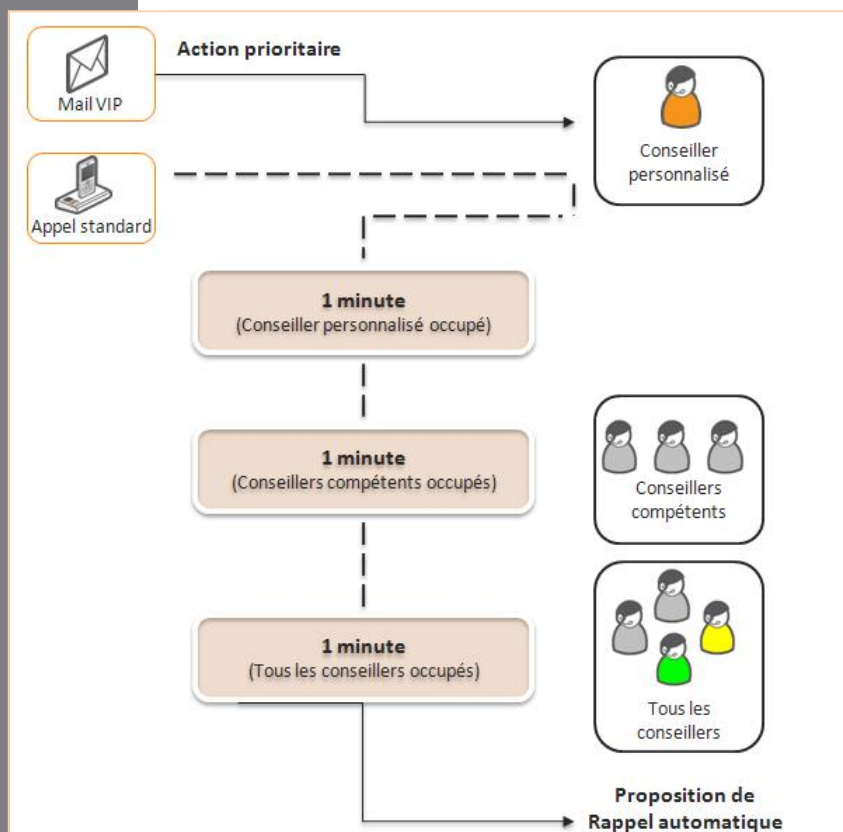 Action prioritaire
Mail VIP
Conseiller
personnalisé
Appel standard
1 minute
(Conseiller personnalisé occupé)
1 minute
(Conseillers compétents occupés)
Conseillers
compétents
1 minute
(Tous les conseillers occupés)
Tous les
conseillers
Proposition de
Rappel automatique